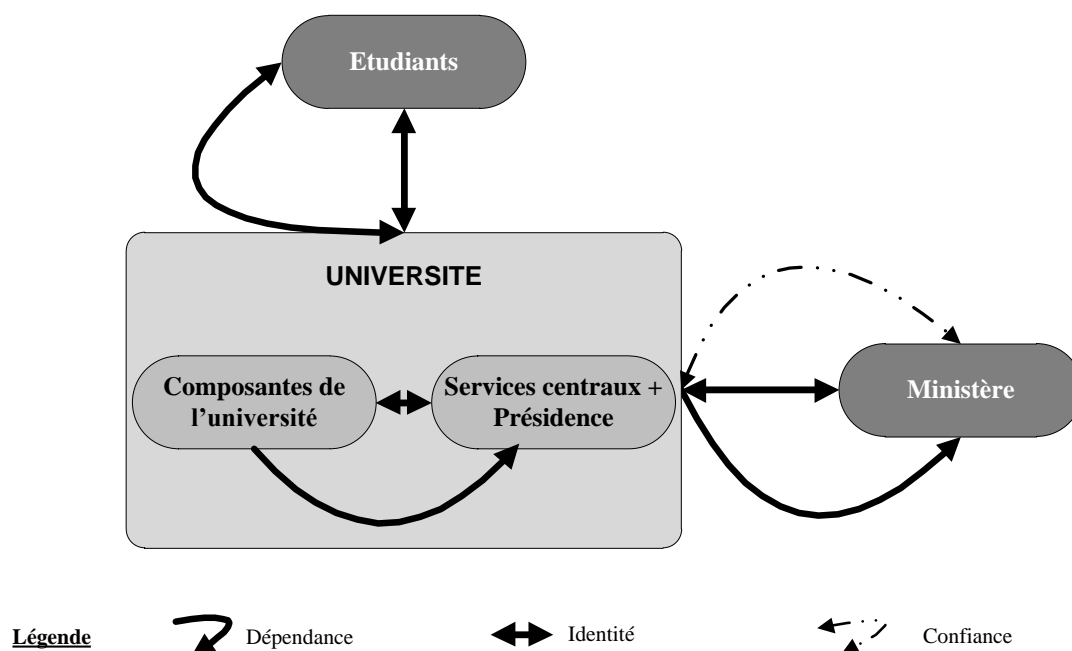 Etudiants
UNIVERSITE
Composantes de
l’université
Services centraux +
Présidence
Ministère
Légende
Dépendance
Identité
Confiance